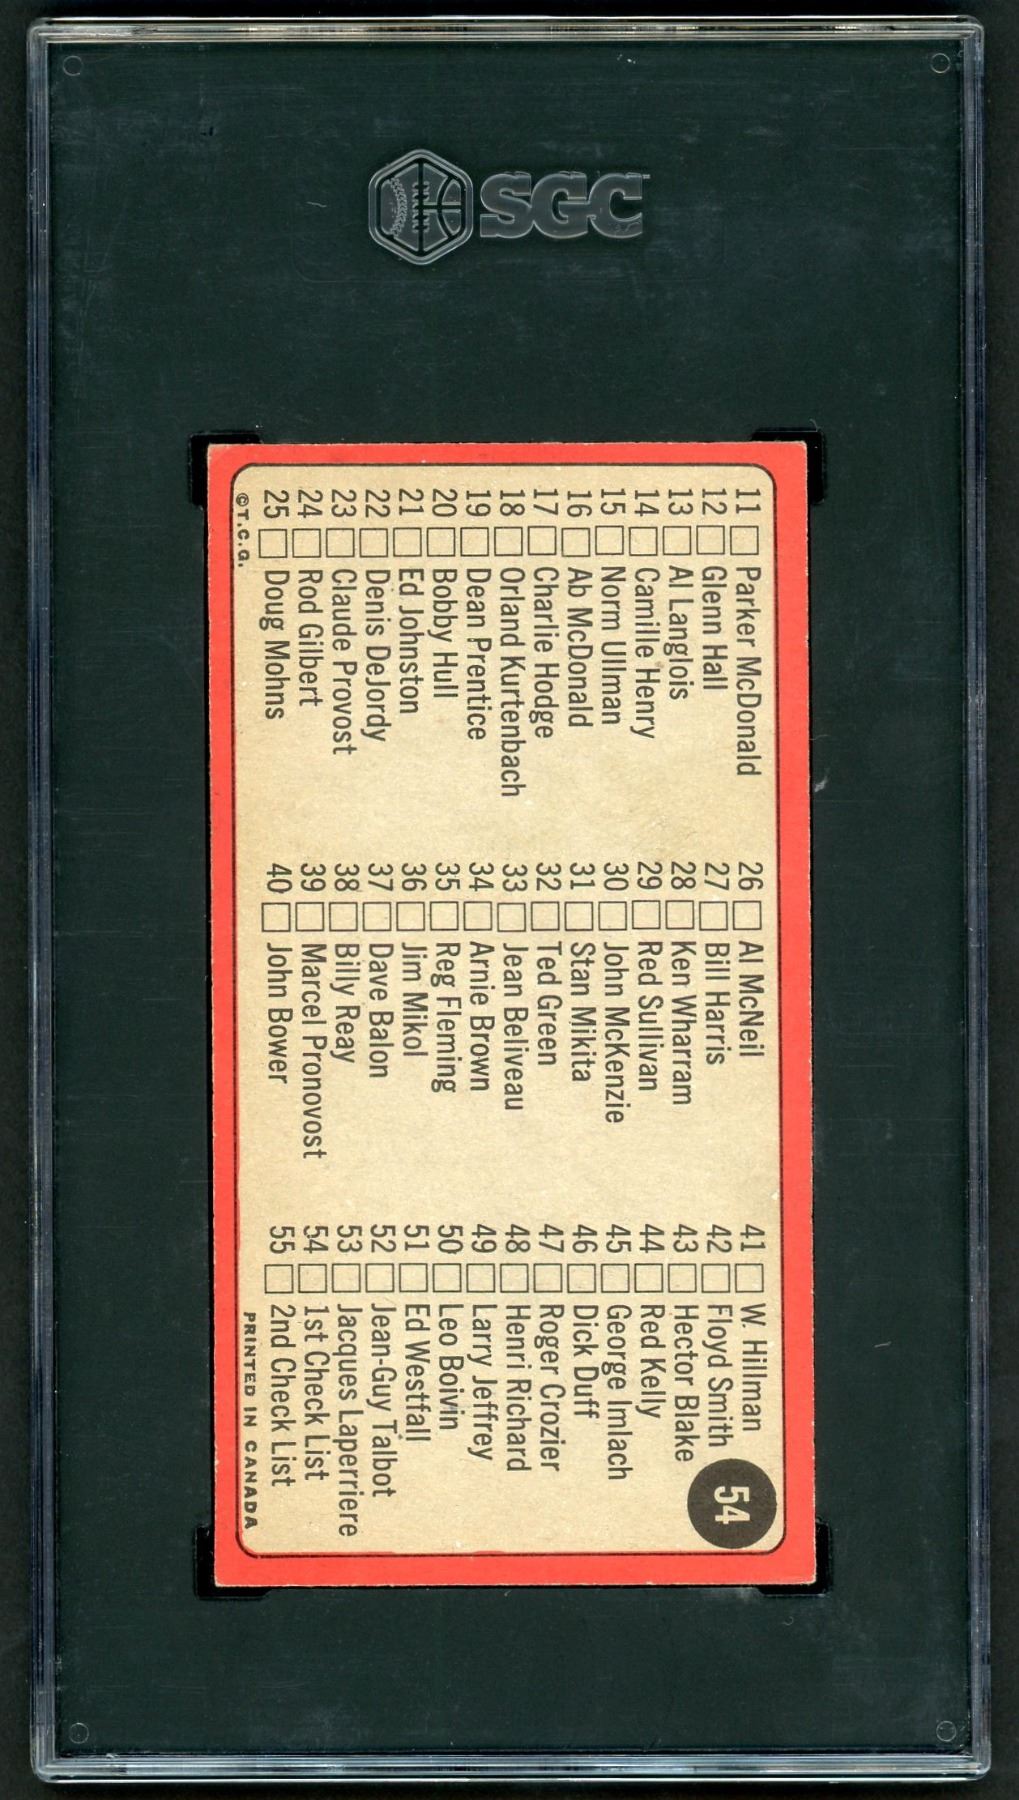 SGC
11 Parker McDonald
12 Glenn Hall
13 Al Langlois
14 Camille Henry
15 Norm Ullman
16 Ab McDonald
17 Charlie Hodge
18 Orland Kurtenbach
19 Dean Prentice
20 Bobby Hull
21 Ed Johnston
22 Denis DeJordy
23 Claude Provost
24 Rod Gilbert
25 Doug Mohns
©T.C.G.
26 Al McNeil
27 Bill Harris
28 Ken Wharram
29 Red Sullivan
30 John McKenzie
31 Stan Mikita
32 Ted Green
33 Jean Beliveau
34 Arnie Brown
35 Reg Fleming
36 Jim Mikol
37 Dave Balon
38 Billy Reay
39 Marcel Pronovost
40 John Bower
41 W. Hillman
42 Floyd Smith
43 Hector Blake
44 Red Kelly
45 George Imlach
46 Dick Duff
47 Roger Crozier
48 Henri Richard
49 Larry Jeffrey
50 Leo Boivin
51 Ed Westfall
52 Jean-Guy Talbot
53 Jacques Laperriere
54 1st Check List
55 2nd Check List
PRINTED IN CANADA
54